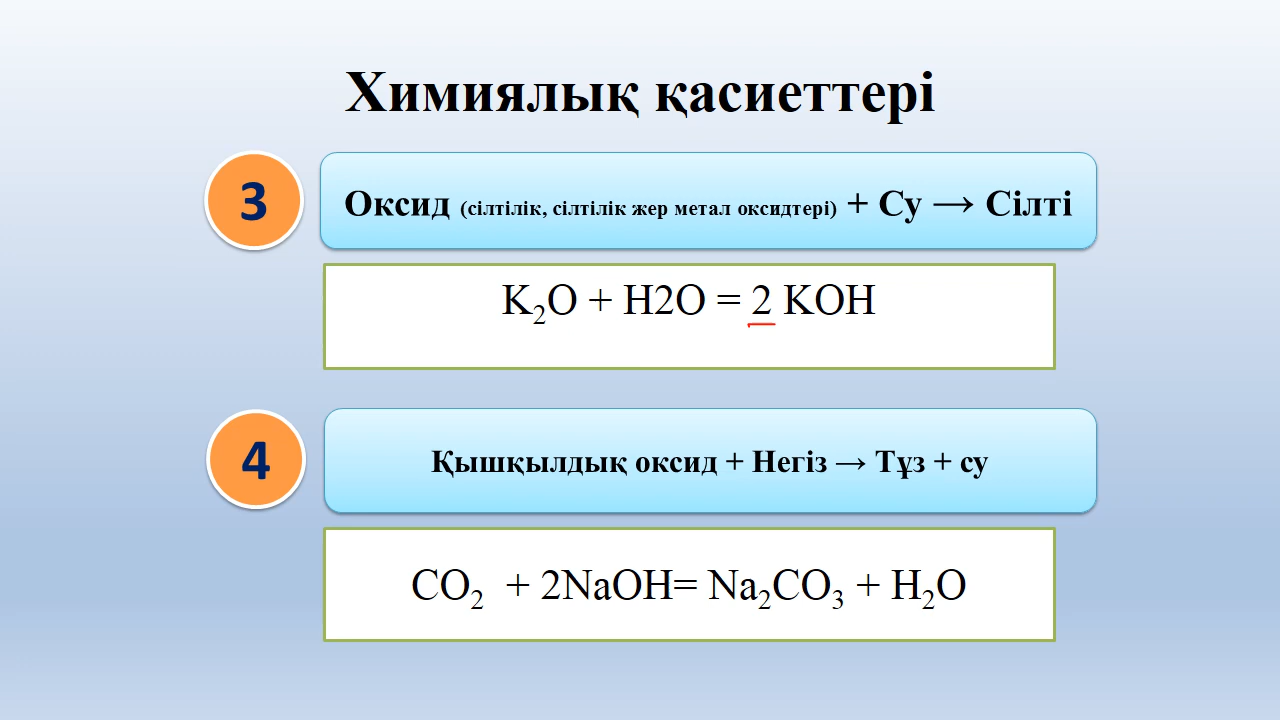 Химиялық қасиеттері
3
Оксид (сілтілік, сілтілік жер метал оксидтері) + Су → Сілті
K₂O + H2O = 2 KOH
4
Қышқылдық оксид + Негіз → Тұз + су
CO₂ + 2NaOH= Na₂CO₃ + H₂O